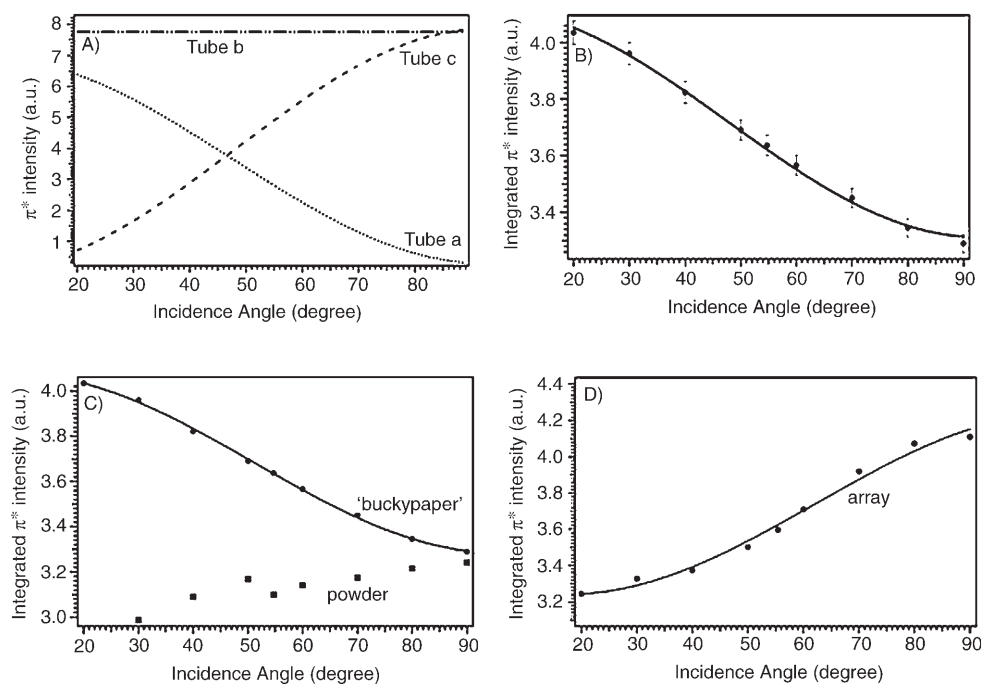 A)
Tube b
Tube c
Tube a
8
7
6
5
4
3
2
1
π* intensity (a.u.)
20 30 40 50 60 70 80
Incidence Angle (degree)
B)
4.0
3.8
3.6
3.4
Integrated π* intensity (a.u.)
20 30 40 50 60 70 80 90
Incidence Angle (degree)
C)
'buckypaper'
powder
4.0
3.8
3.6
3.4
3.2
3.0
Integrated π* intensity (a.u.)
20 30 40 50 60 70 80 90
Incidence Angle (degree)
D)
array
4.4
4.2
4.0
3.8
3.6
3.4
3.2
Integrated π* intensity (a.u.)
20 30 40 50 60 70 80 90
Incidence Angle (degree)